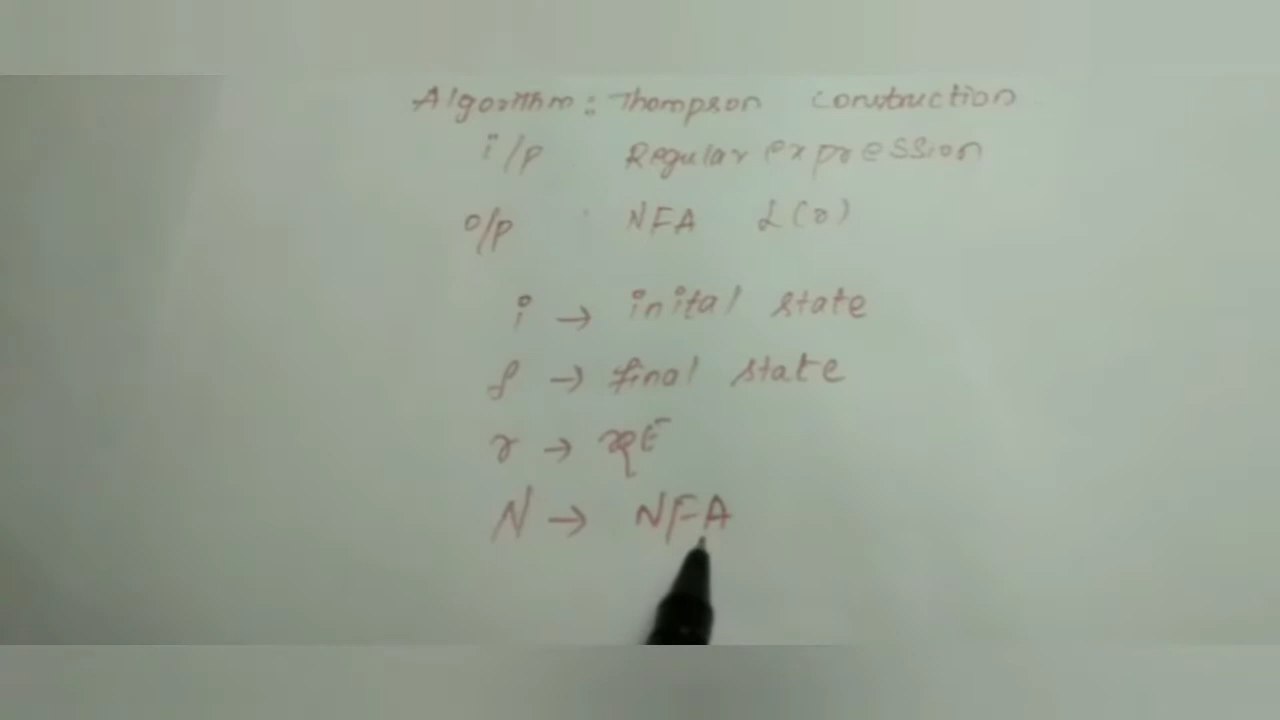 Algorithm: Thompson construction
i/p Regular expression
o/p NFA L(r)
i → inital state
f → final state
r → RE
N → NFA